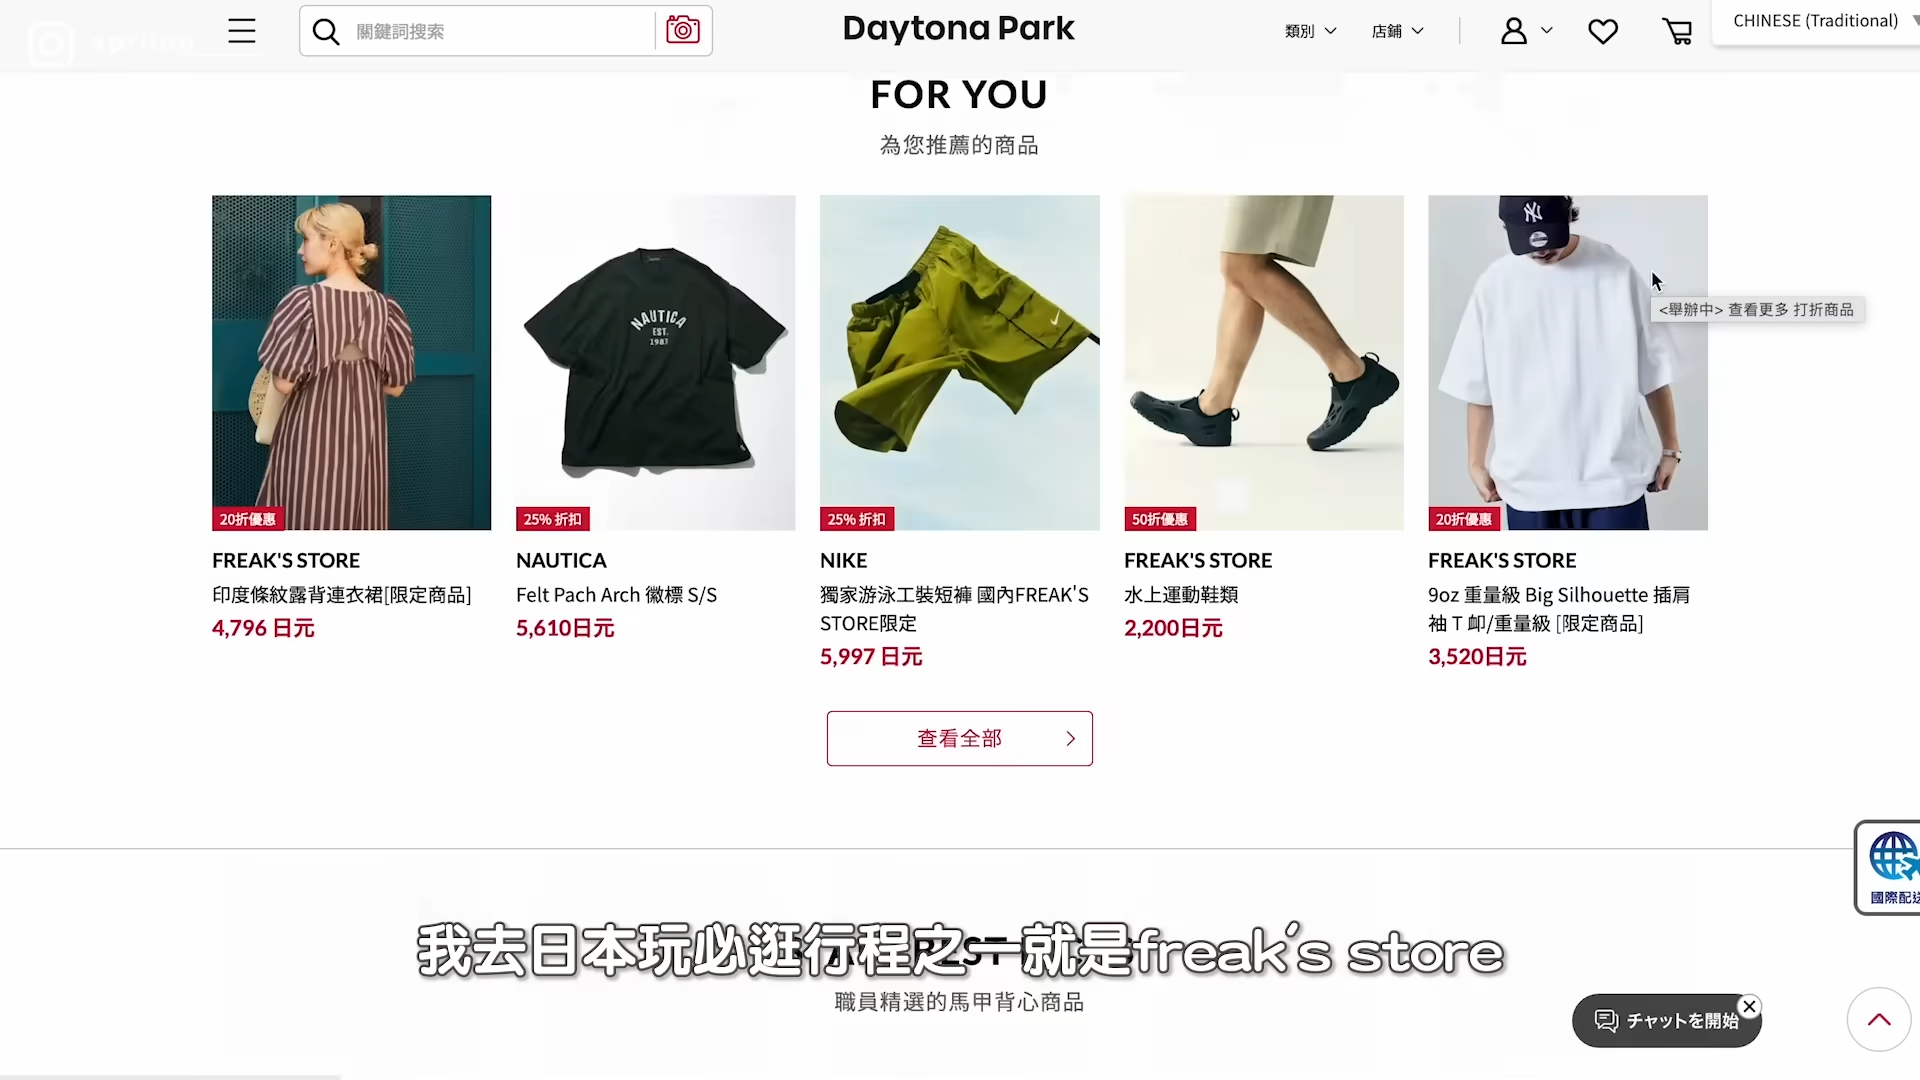 關鍵詞搜索
Daytona Park
類別
店鋪
CHINESE (Traditional)
FOR YOU
為您推薦的商品
NAUTICA
EST.
1983
NY
<舉辦中> 查看更多 打折商品
20折優惠
25% 折扣
25% 折扣
50折優惠
20折優惠
FREAK'S STORE
印度條紋露背連衣裙[限定商品]
4,796 日元
NAUTICA
Felt Pach Arch 徽標 S/S
5,610日元
NIKE
獨家游泳工裝短褲 國內FREAK'S
STORE限定
5,997 日元
FREAK'S STORE
水上運動鞋類
2,200日元
FREAK'S STORE
9oz 重量級 Big Silhouette 插肩
袖 T 卹/重量級 [限定商品]
3,520日元
查看全部
國際配送
我去日本玩必逛行程之一就是freak's store
職員精選的馬甲背心商品
チャットを開始